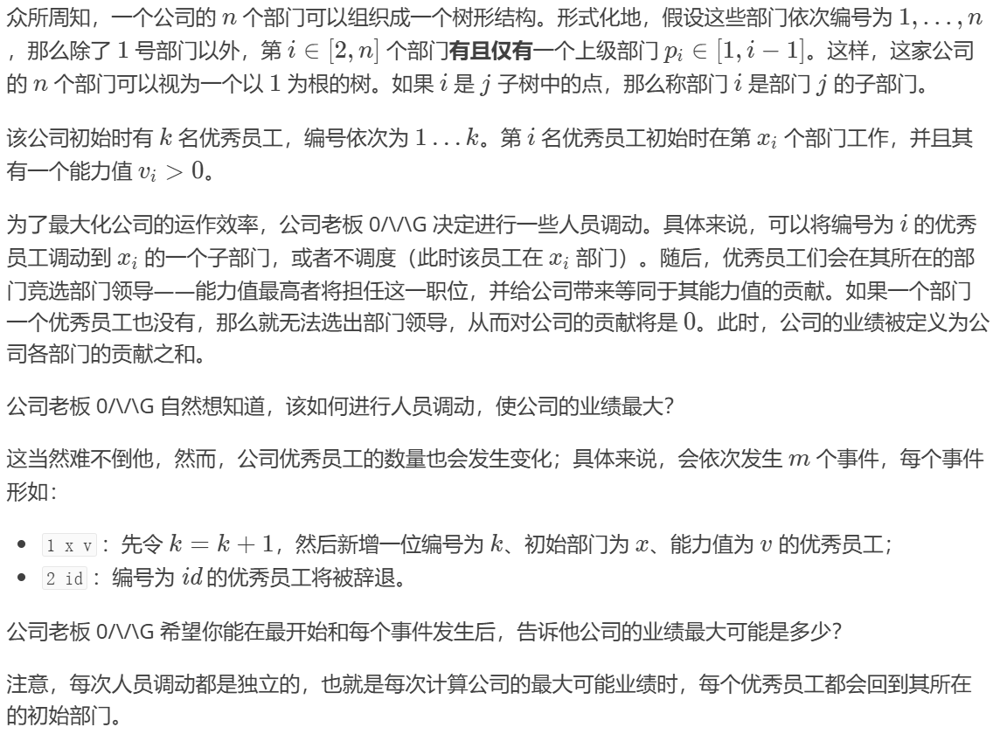 众所周知，一个公司的 n 个部门可以组织成一个树形结构。形式化地，假设这些部门依次编号为 1, . . . , n
，那么除了 1 号部门以外，第 i ∈ [2, n] 个部门有且仅有一个上级部门 pᵢ ∈ [1, i − 1]。这样，这家公司
的 n 个部门可以视为一个以 1 为根的树。如果 i 是 j 子树中的点，那么称部门 i 是部门 j 的子部门。
该公司初始时有 k 名优秀员工，编号依次为 1 . . . k。第 i 名优秀员工初始时在第 xᵢ 个部门工作，并且其
有一个能力值 vᵢ > 0。
为了最大化公司的运作效率，公司老板 0/\/\G 决定进行一些人员调动。具体来说，可以将编号为 i 的优秀
员工调动到 xᵢ 的一个子部门，或者不调度（此时该员工在 xᵢ 部门）。随后，优秀员工们会在其所在的部
门竞选部门领导——能力值最高者将担任这一职位，并给公司带来等同于其能力值的贡献。如果一个部门
一个优秀员工也没有，那么就无法选出部门领导，从而对公司的贡献将是 0。此时，公司的业绩被定义为公
司各部门的贡献之和。
公司老板 0/\/\G 自然想知道，该如何进行人员调动，使公司的业绩最大？
这当然难不倒他，然而，公司优秀员工的数量也会发生变化；具体来说，会依次发生 m 个事件，每个事件
形如：
• 1 x v ：先令 k = k + 1，然后新增一位编号为 k、初始部门为 x、能力值为 v 的优秀员工；
• 2 id ：编号为 id 的优秀员工将被辞退。
公司老板 0/\/\G 希望你能在最开始和每个事件发生后，告诉他公司的业绩最大可能是多少？
注意，每次人员调动都是独立的，也就是每次计算公司的最大可能业绩时，每个优秀员工都会回到其所在
的初始部门。